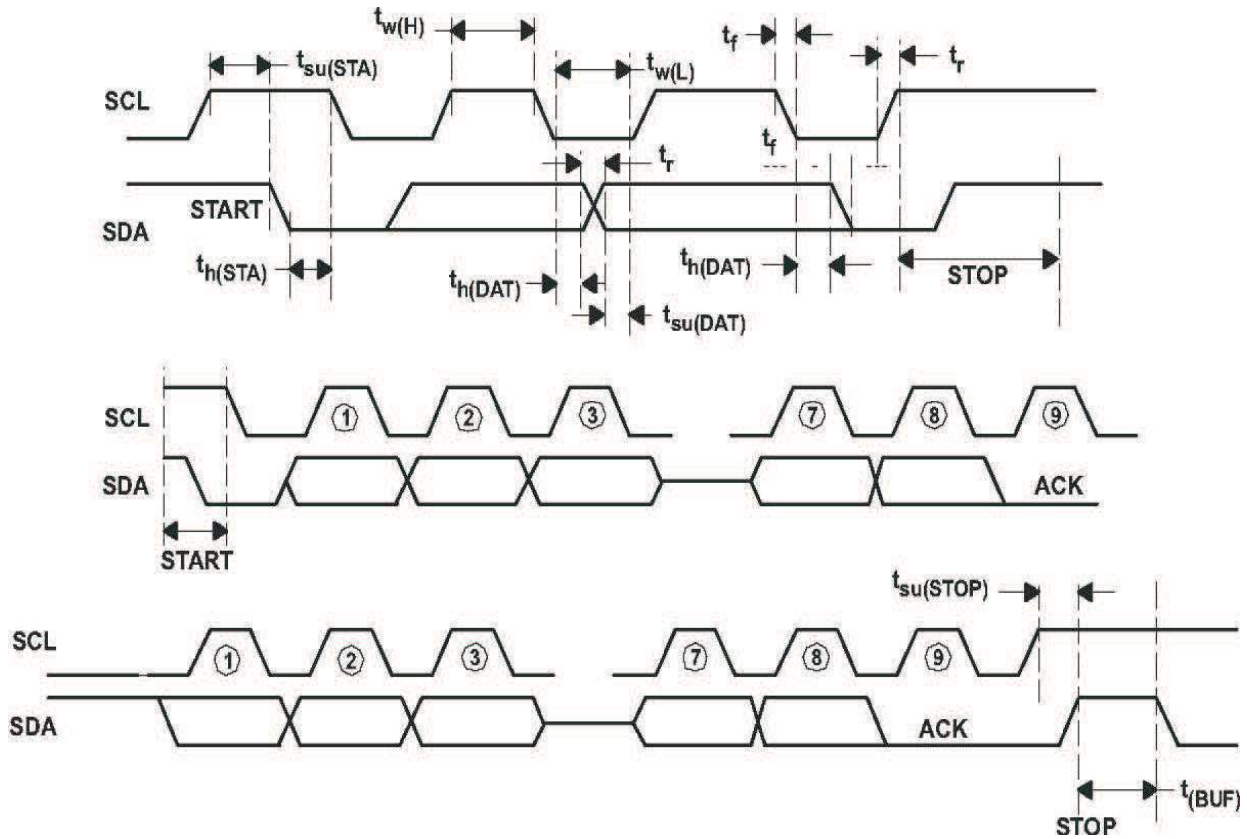 t_w(H)
t_f
t_r
t_su(STA)
t_w(L)
SCL
t_r
t_f
START
SDA
t_h(STA)
t_h(DAT)
t_h(DAT)
STOP
t_su(DAT)
SCL
1 2 3 7 8 9
SDA
ACK
START
t_su(STOP)
SCL
1 2 3 7 8 9
SDA
ACK
t_(BUF)
STOP